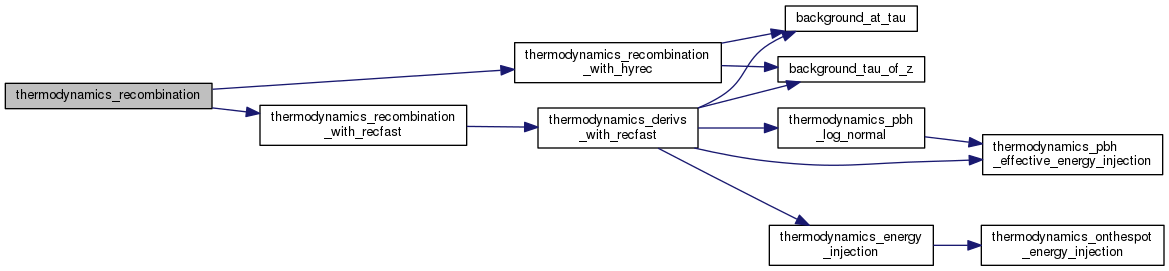 thermodynamics_recombination
thermodynamics_recombination
_with_hyrec
thermodynamics_recombination
_with_recfast
thermodynamics_derivs
_with_recfast
background_at_tau
background_tau_of_z
thermodynamics_pbh
_log_normal
thermodynamics_pbh
_effective_energy_injection
thermodynamics_energy
_injection
thermodynamics_onthespot
_energy_injection